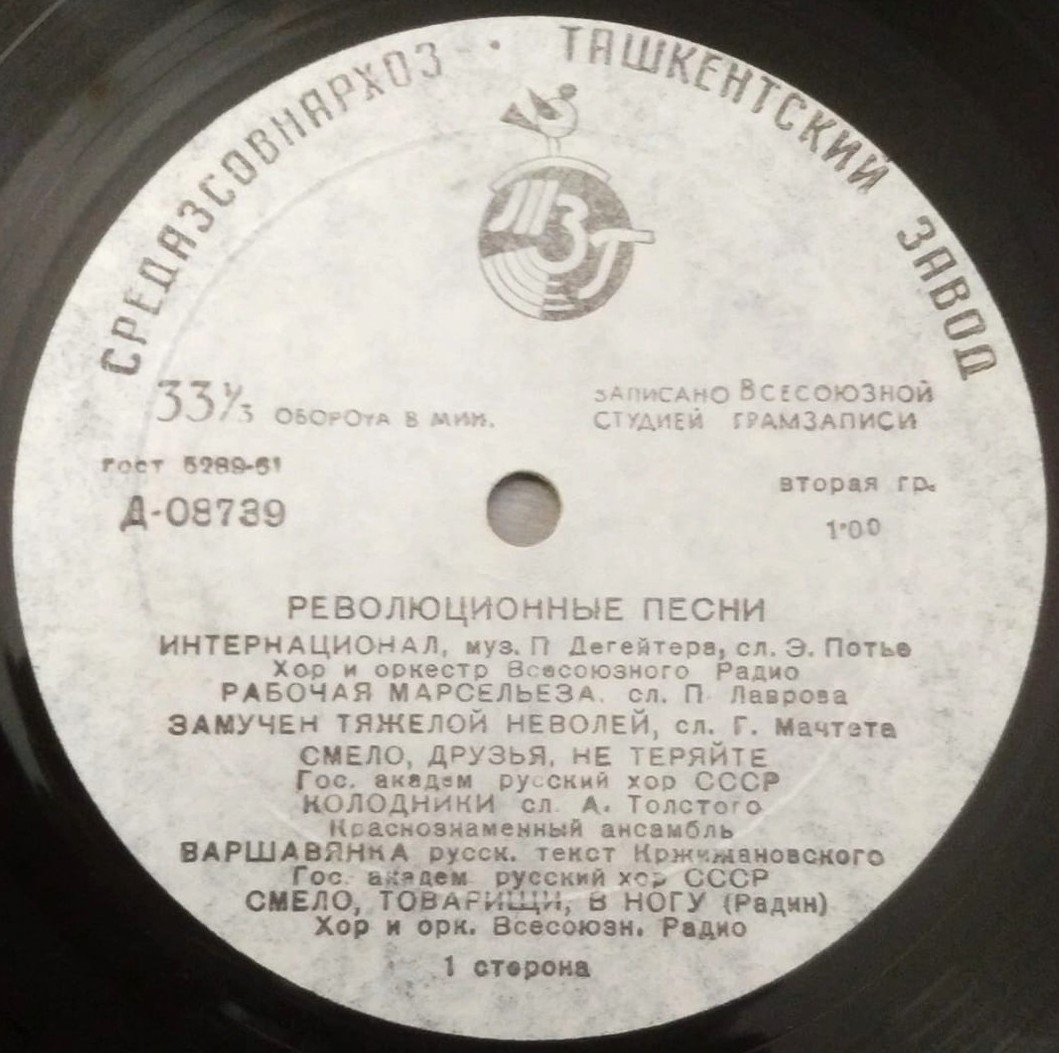 СРЕДАЗСОВНАРХОЗ · ТАШКЕНТСКИЙ ЗАВОД
ТЗГ
33⅓ ОБОРОТА В МИН.
ЗАПИСАНО ВСЕСОЮЗНОЙ
СТУДИЕЙ ГРАМЗАПИСИ
гост 5289-61
Д-08739
вторая гр.
1-00
РЕВОЛЮЦИОННЫЕ ПЕСНИ
ИНТЕРНАЦИОНАЛ, муз. П Дегейтера, сл. Э. Потье
Хор и оркестр Всесоюзного Радио
РАБОЧАЯ МАРСЕЛЬЕЗА. сл. П. Лаврова
ЗАМУЧЕН ТЯЖЕЛОЙ НЕВОЛЕЙ, сл. Г. Мачтета
СМЕЛО, ДРУЗЬЯ, НЕ ТЕРЯЙТЕ
Гос. академ русский хор СССР
КОЛОДНИКИ сл. А. Толстого
Краснознаменный ансамбль
ВАРШАВЯНКА русск. текст Кржижановского
Гос. академ. русский хор СССР
СМЕЛО, ТОВАРИЩИ, В НОГУ (Радин)
Хор и орк. Всесоюзн. Радио
1 сторона